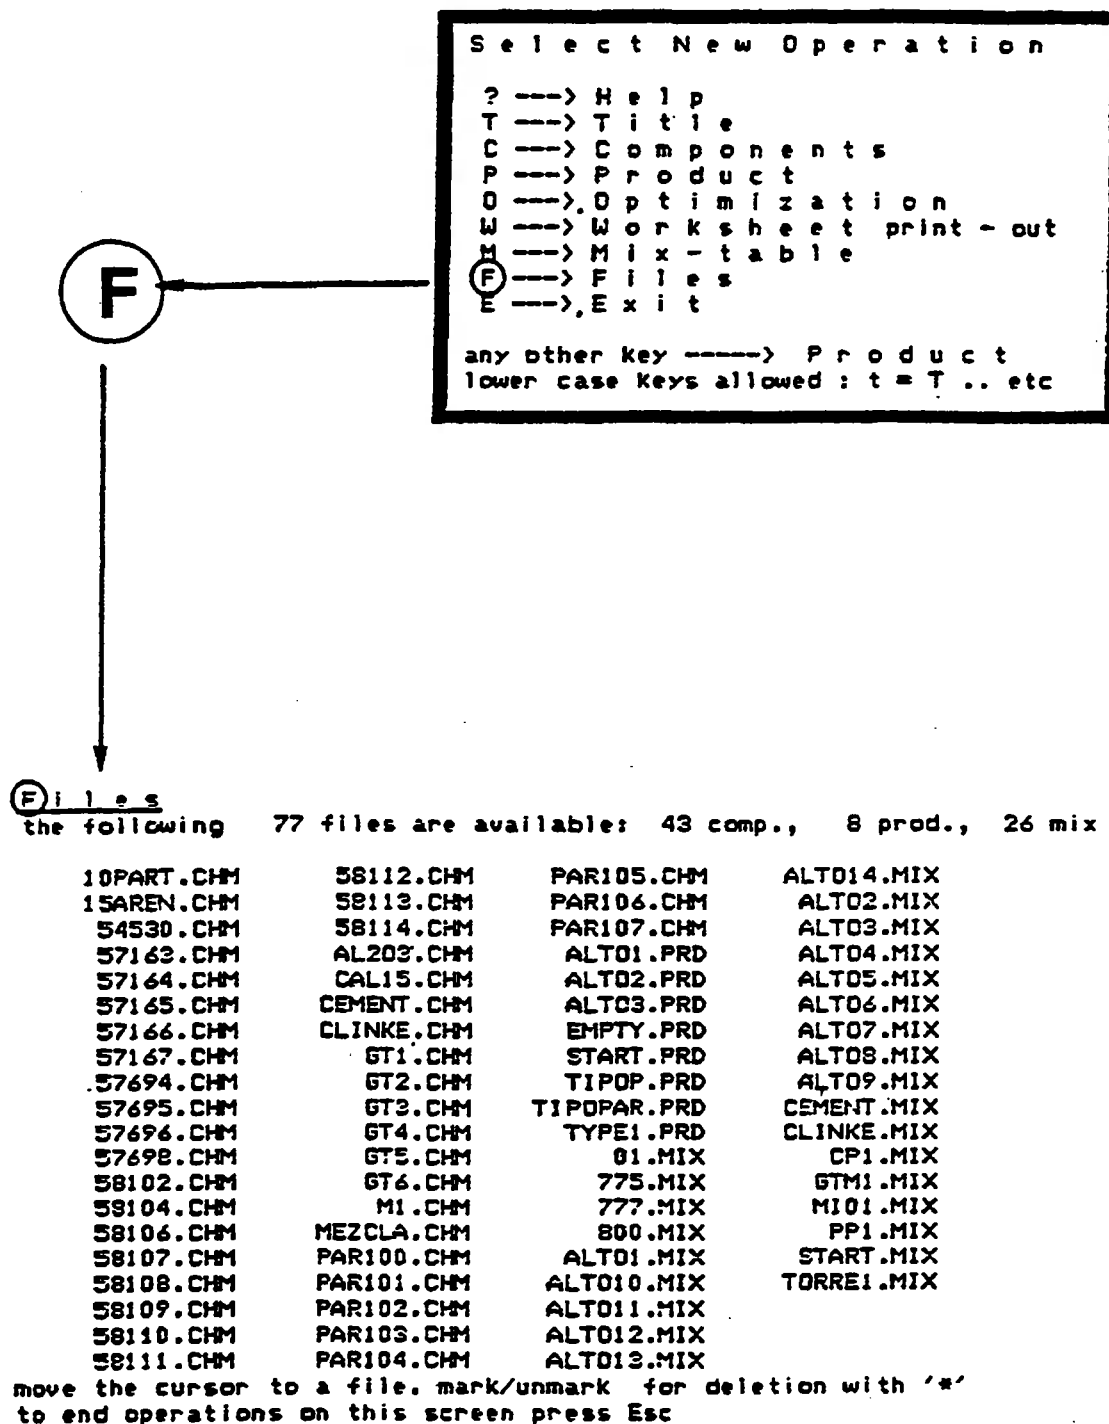 Select New Operation
? ---> Help
T ---> Title
C ---> Components
P ---> Product
O ---> Optimization
W ---> Worksheet print - out
M ---> Mix-table
F ---> Files
E ---> Exit
any other key -----> Product
lower case Keys allowed : t = T .. etc
F
Files
the following 77 files are available: 43 comp., 8 prod., 26 mix
10PART.CHM 58112.CHM PAR105.CHM ALTO14.MIX
15AREN.CHM 58113.CHM PAR106.CHM ALTO2.MIX
54530.CHM 58114.CHM PAR107.CHM ALTO3.MIX
57163.CHM AL2O3.CHM ALTO1.PRD ALTO4.MIX
57164.CHM CAL15.CHM ALTO2.PRD ALTO5.MIX
57165.CHM CEMENT.CHM ALTO3.PRD ALTO6.MIX
57166.CHM CLINKE.CHM EMPTY.PRD ALTO7.MIX
57167.CHM GT1.CHM START.PRD ALTO8.MIX
57694.CHM GT2.CHM TIPOP.PRD ALTO9.MIX
57695.CHM GT3.CHM TIPOPAR.PRD CEMENT.MIX
57696.CHM GT4.CHM TYPE1.PRD CLINKE.MIX
57698.CHM GT5.CHM 01.MIX CP1.MIX
58102.CHM GT6.CHM 775.MIX GTM1.MIX
58104.CHM M1.CHM 777.MIX MIO1.MIX
58106.CHM MEZCLA.CHM 800.MIX PP1.MIX
58107.CHM PAR100.CHM ALTO1.MIX START.MIX
58108.CHM PAR101.CHM ALTO10.MIX TORRE1.MIX
58109.CHM PAR102.CHM ALTO11.MIX
58110.CHM PAR103.CHM ALTO12.MIX
58111.CHM PAR104.CHM ALTO13.MIX
move the cursor to a file, mark/unmark for deletion with '*'
to end operations on this screen press Esc